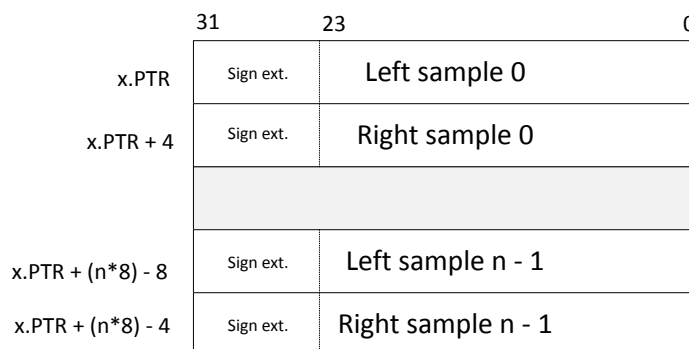 31 23 0
x.PTR Sign ext. Left sample 0
x.PTR + 4 Sign ext. Right sample 0
x.PTR + (n*8) - 8 Sign ext. Left sample n - 1
x.PTR + (n*8) - 4 Sign ext. Right sample n - 1